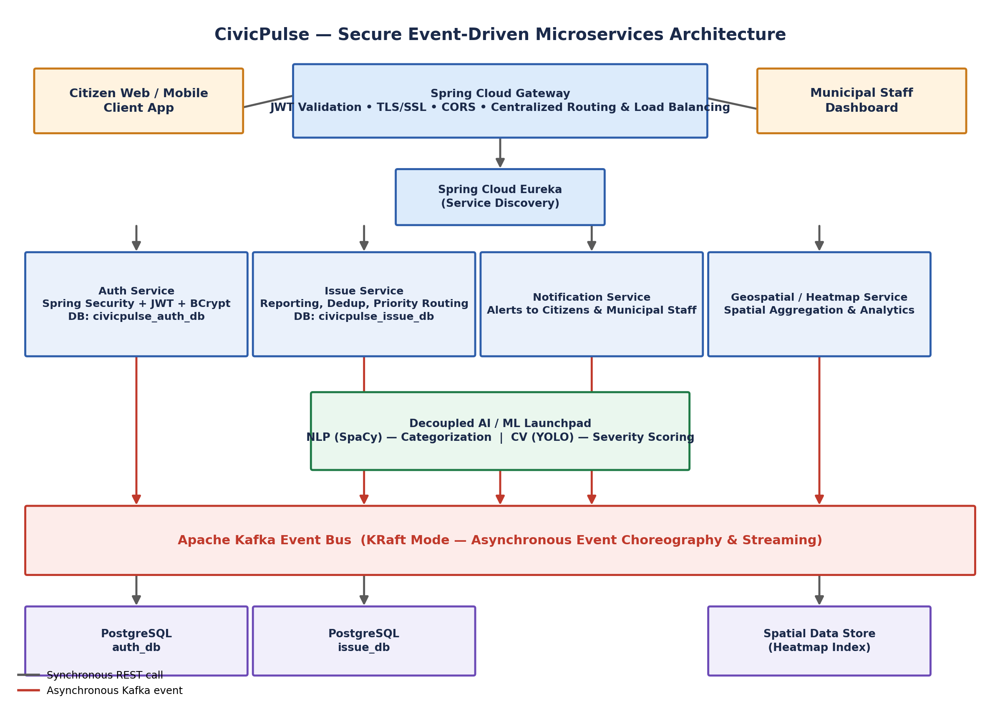 CivicPulse — Secure Event-Driven Microservices Architecture
Citizen Web / Mobile
Client App
Spring Cloud Gateway
JWT Validation • TLS/SSL • CORS • Centralized Routing & Load Balancing
Municipal Staff
Dashboard
Spring Cloud Eureka
(Service Discovery)
Auth Service
Spring Security + JWT + BCrypt
DB: civicpulse_auth_db
Issue Service
Reporting, Dedup, Priority Routing
DB: civicpulse_issue_db
Notification Service
Alerts to Citizens & Municipal Staff
Geospatial / Heatmap Service
Spatial Aggregation & Analytics
Decoupled AI / ML Launchpad
NLP (SpaCy) — Categorization | CV (YOLO) — Severity Scoring
Apache Kafka Event Bus (KRaft Mode — Asynchronous Event Choreography & Streaming)
PostgreSQL
auth_db
PostgreSQL
issue_db
Spatial Data Store
(Heatmap Index)
Synchronous REST call
Asynchronous Kafka event